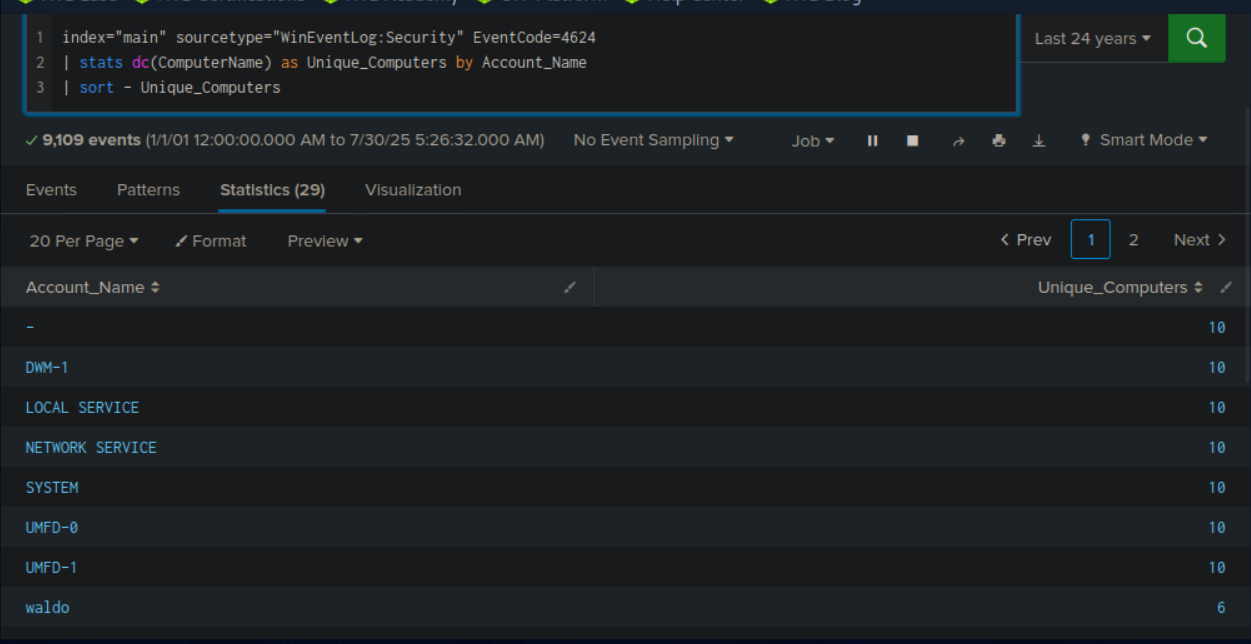 1 index="main" sourcetype="WinEventLog:Security" EventCode=4624
2 | stats dc(ComputerName) as Unique_Computers by Account_Name
3 | sort - Unique_Computers
Last 24 years
9,109 events (1/1/01 12:00:00.000 AM to 7/30/25 5:26:32.000 AM) No Event Sampling Job Smart Mode
Events Patterns Statistics (29) Visualization
20 Per Page Format Preview < Prev 1 2 Next >
Account_Name Unique_Computers
- 10
DWM-1 10
LOCAL SERVICE 10
NETWORK SERVICE 10
SYSTEM 10
UMFD-0 10
UMFD-1 10
waldo 6